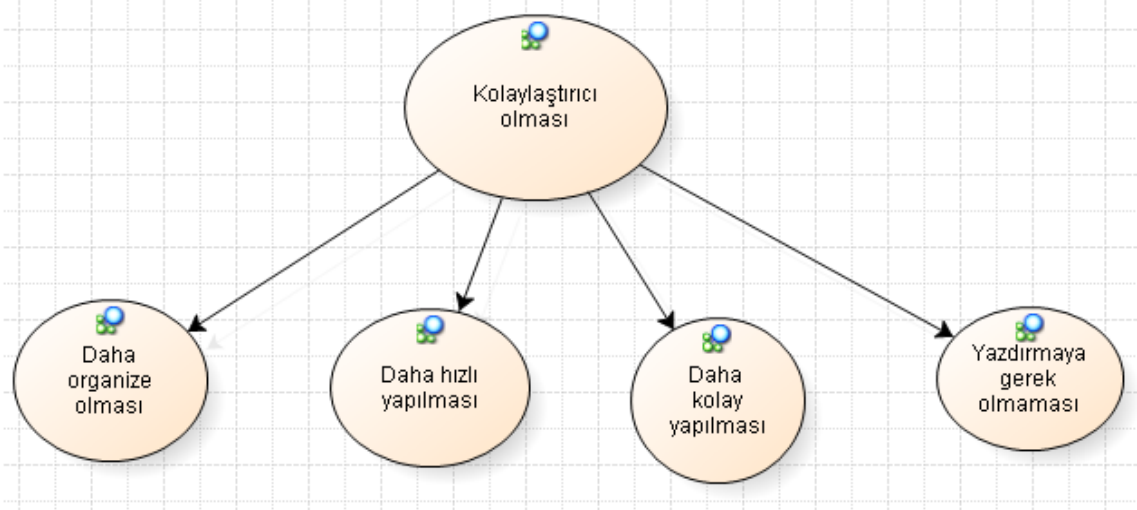 Kolaylaştırıcı
olması
Daha
organize
olması
Daha hızlı
yapılması
Daha
kolay
yapılması
Yazdırmaya
gerek
olmaması